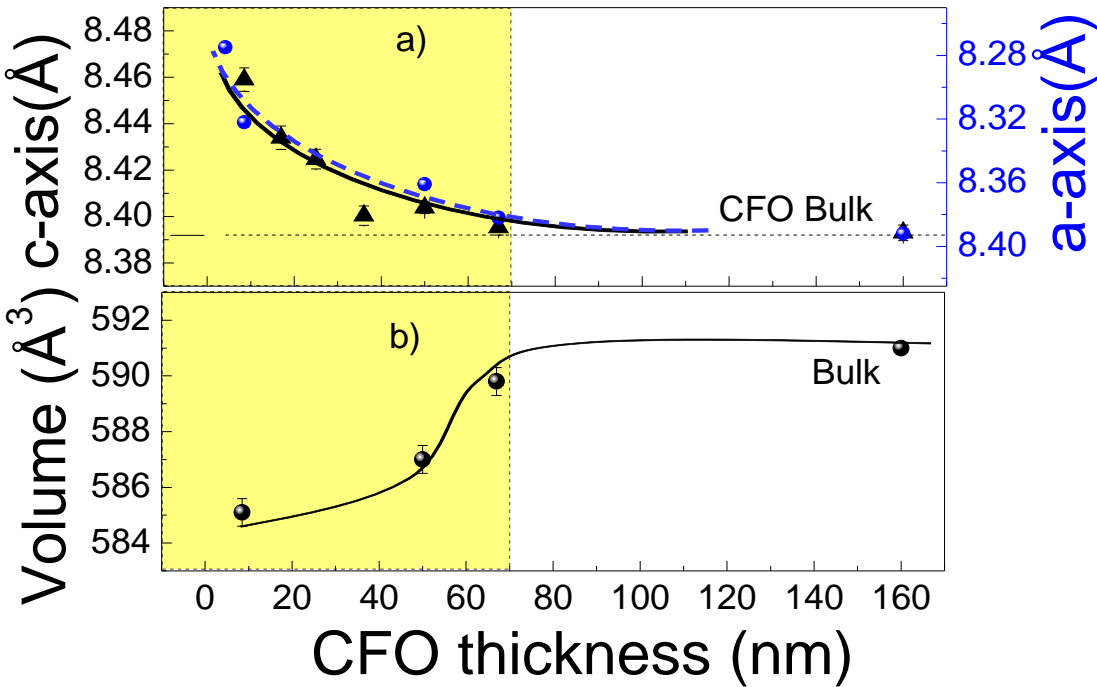 a)
c-axis(Å)
8.48
8.46
8.44
8.42
8.40
8.38
CFO Bulk
8.28
8.32
8.36
8.40
a-axis(Å)
b)
Volume (Å³)
592
590
588
586
584
Bulk
0 20 40 60 80 100 120 140 160
CFO thickness (nm)